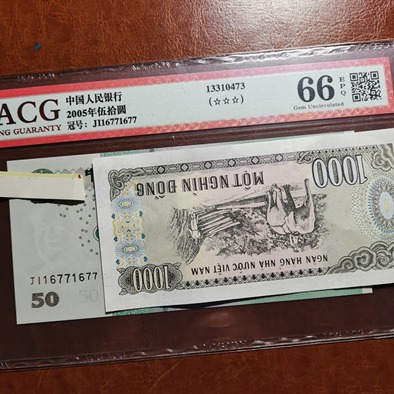 ACG
NG GUARANTY
中国人民银行
2005年伍拾圆
冠号：JI16771677
13310473
(☆☆☆)
66
EPQ
Gem Uncirculated
1000
MỘT NGHÌN ĐỒNG
NGÂN HÀNG NHÀ NƯỚC VIỆT NAM
1000
JI16771677
50
50